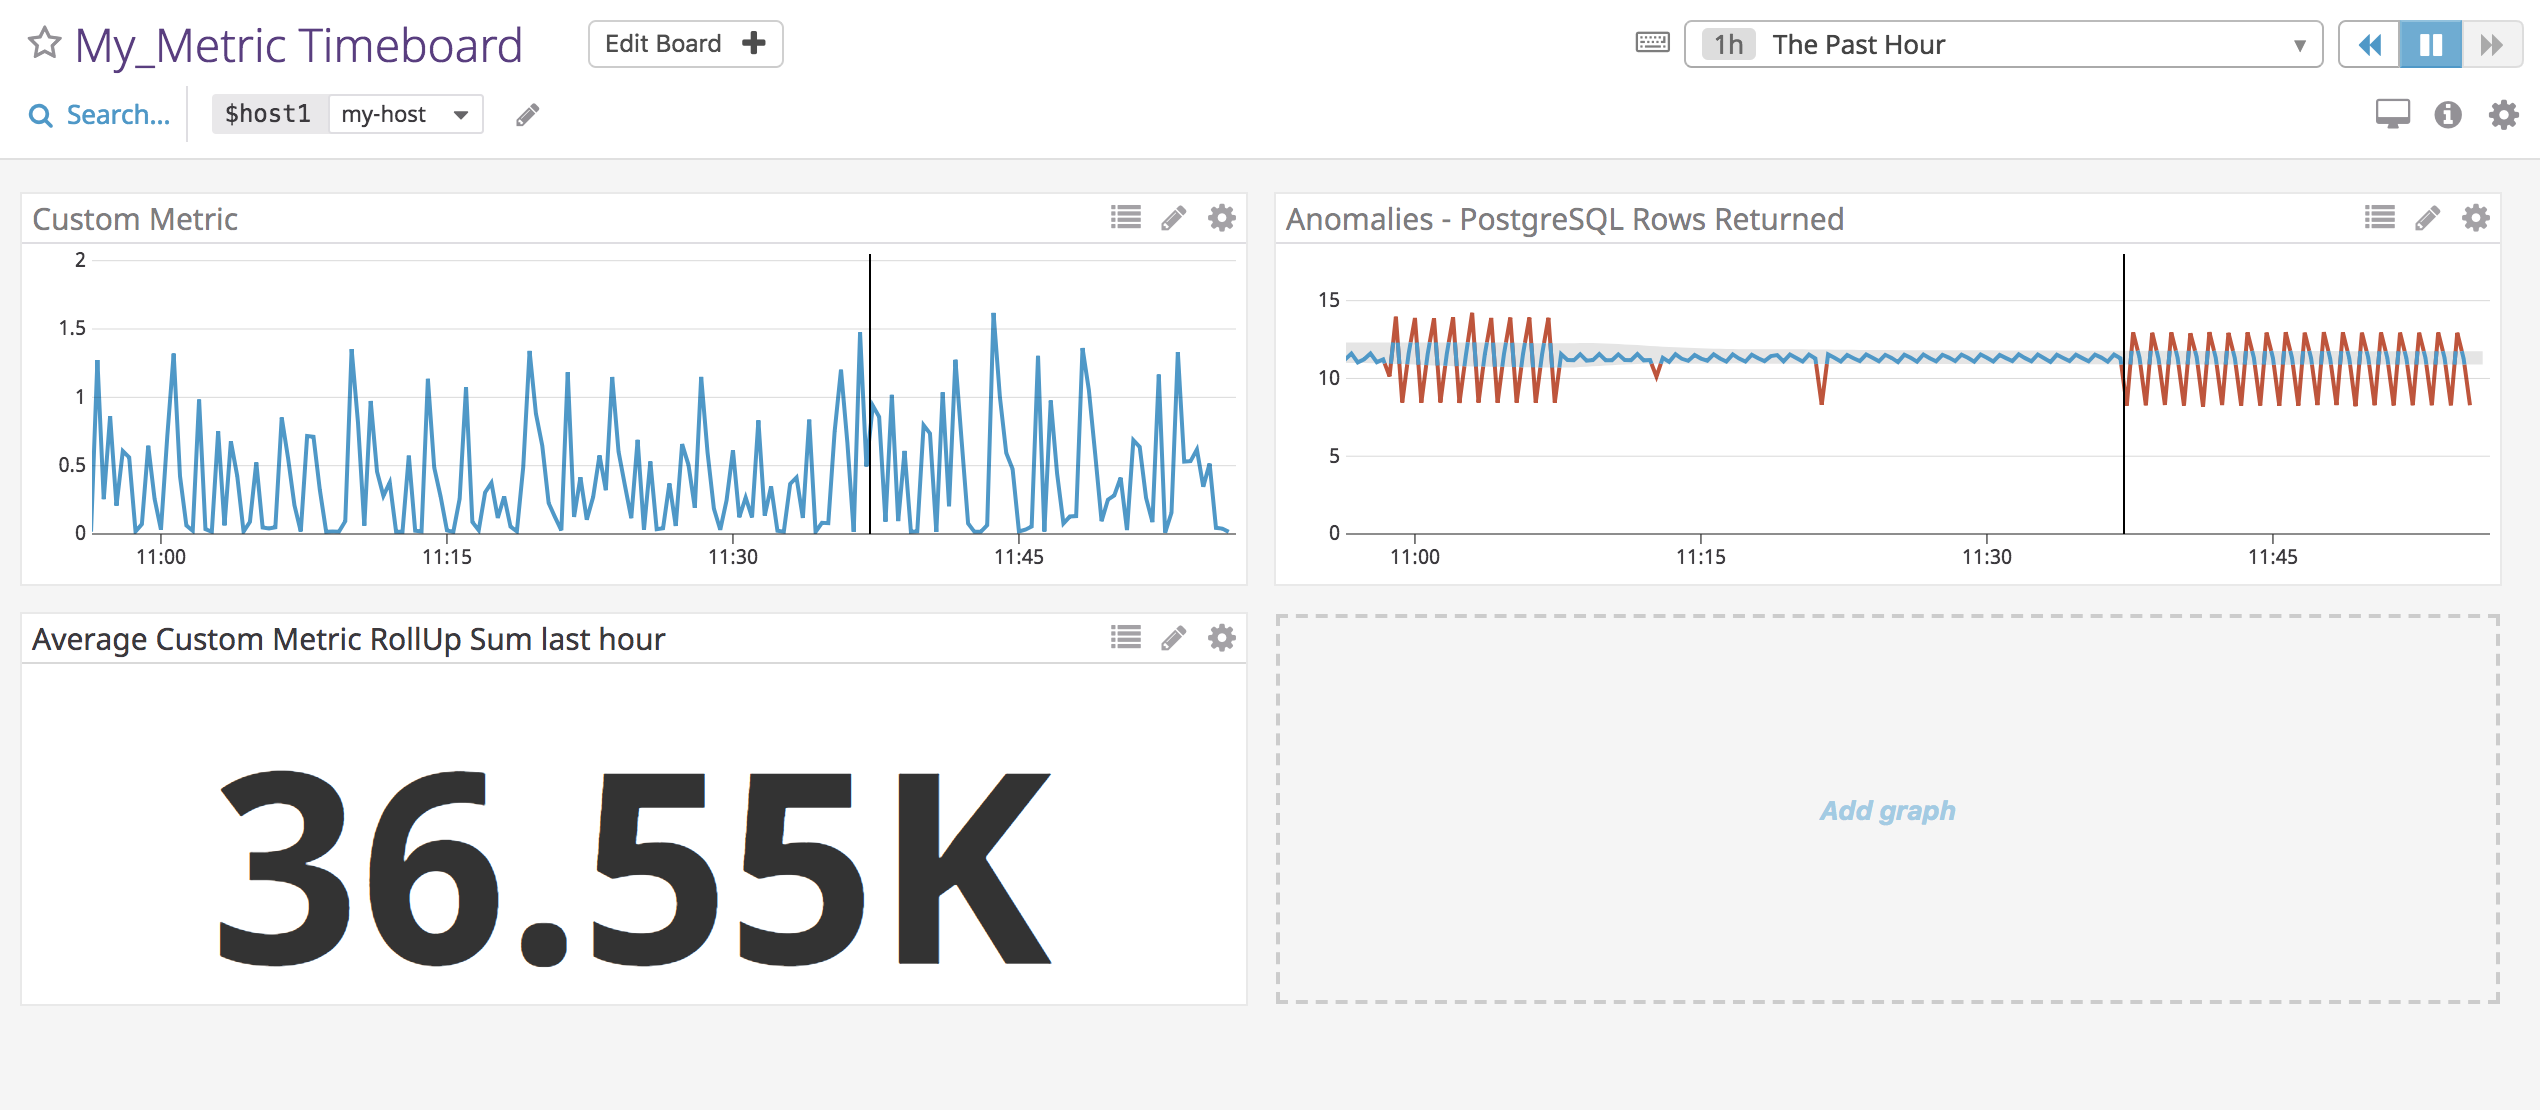 My_Metric Timeboard
Edit Board
1h The Past Hour
Search...
$host1 my-host
Custom Metric
2
1.5
1
0.5
0
11:00 11:15 11:30 11:45
Anomalies - PostgreSQL Rows Returned
15
10
5
0
11:00 11:15 11:30 11:45
Average Custom Metric RollUp Sum last hour
36.55K
Add graph